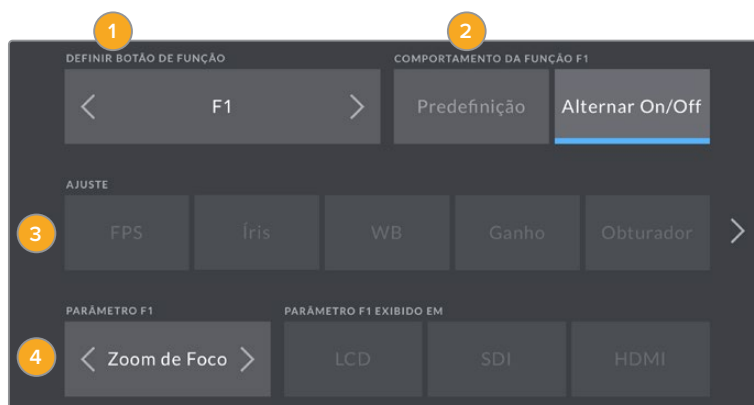 1
2
DEFINIR BOTÃO DE FUNÇÃO
COMPORTAMENTO DA FUNÇÃO F1
F1
Predefinição
Alternar On/Off
AJUSTE
3
FPS
Íris
WB
Ganho
Obturador
PARÂMETRO F1
PARÂMETRO F1 EXIBIDO EM
4
Zoom de Foco
LCD
SDI
HDMI